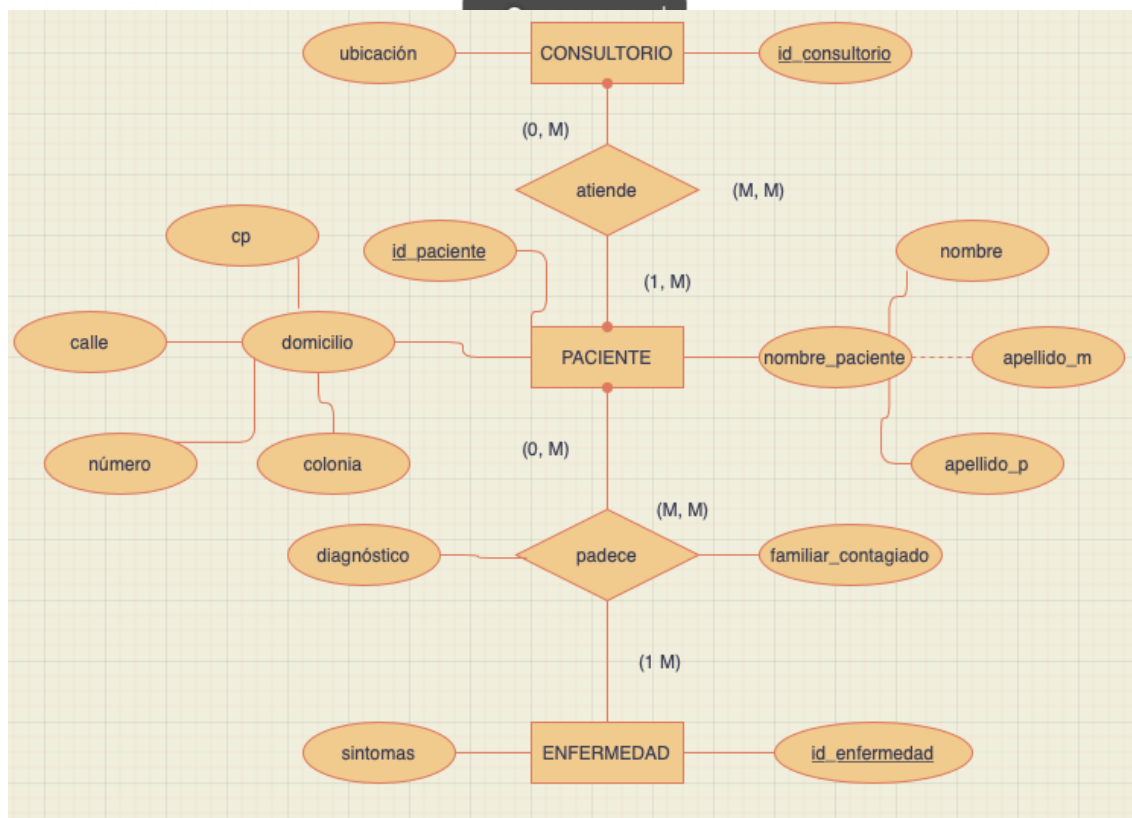 ubicación
CONSULTORIO
id_consultorio
(0, M)
atiende
(M, M)
cp
id_paciente
nombre
(1, M)
calle
domicilio
PACIENTE
nombre_paciente
apellido_m
(0, M)
número
colonia
apellido_p
(M, M)
diagnóstico
padece
familiar_contagiado
(1 M)
sintomas
ENFERMEDAD
id_enfermedad